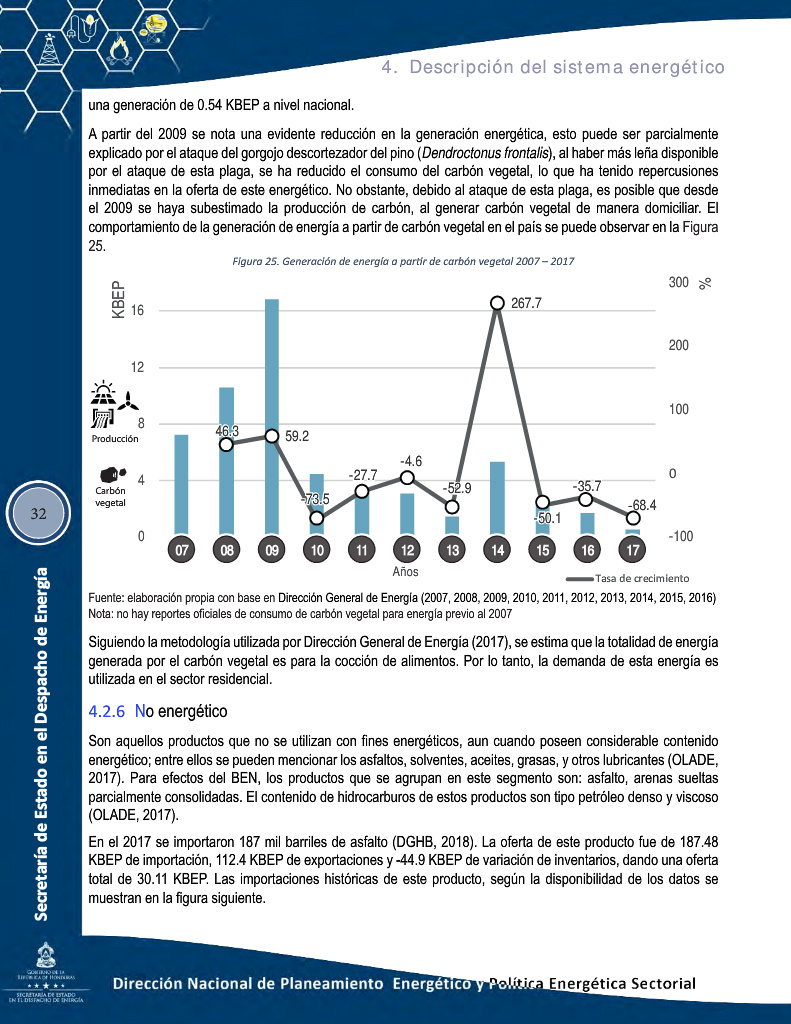 4. Descripción del sistema energético
una generación de 0.54 KBEP a nivel nacional.
A partir del 2009 se nota una evidente reducción en la generación energética, esto puede ser parcialmente
explicado por el ataque del gorgojo descortezador del pino (Dendroctonus frontalis), al haber más leña disponible
por el ataque de esta plaga, se ha reducido el consumo del carbón vegetal, lo que ha tenido repercusiones
inmediatas en la oferta de este energético. No obstante, debido al ataque de esta plaga, es posible que desde
el 2009 se haya subestimado la producción de carbón, al generar carbón vegetal de manera domiciliar. El
comportamiento de la generación de energía a partir de carbón vegetal en el país se puede observar en la Figura
25.
Figura 25. Generación de energía a partir de carbón vegetal 2007 – 2017
KBEP
16
12
8
4
0
300
%
200
100
0
-100
Producción
Carbón
vegetal
46.3
59.2
-73.5
-27.7
-4.6
-52.9
267.7
-50.1
-35.7
-68.4
07 08 09 10 11 12 13 14 15 16 17
Años
Tasa de crecimiento
Fuente: elaboración propia con base en Dirección General de Energía (2007, 2008, 2009, 2010, 2011, 2012, 2013, 2014, 2015, 2016)
Nota: no hay reportes oficiales de consumo de carbón vegetal para energía previo al 2007
Siguiendo la metodología utilizada por Dirección General de Energía (2017), se estima que la totalidad de energía
generada por el carbón vegetal es para la cocción de alimentos. Por lo tanto, la demanda de esta energía es
utilizada en el sector residencial.
4.2.6 No energético
Son aquellos productos que no se utilizan con fines energéticos, aun cuando poseen considerable contenido
energético; entre ellos se pueden mencionar los asfaltos, solventes, aceites, grasas, y otros lubricantes (OLADE,
2017). Para efectos del BEN, los productos que se agrupan en este segmento son: asfalto, arenas sueltas
parcialmente consolidadas. El contenido de hidrocarburos de estos productos son tipo petróleo denso y viscoso
(OLADE, 2017).
En el 2017 se importaron 187 mil barriles de asfalto (DGHB, 2018). La oferta de este producto fue de 187.48
KBEP de importación, 112.4 KBEP de exportaciones y -44.9 KBEP de variación de inventarios, dando una oferta
total de 30.11 KBEP. Las importaciones históricas de este producto, según la disponibilidad de los datos se
muestran en la figura siguiente.
32
Secretaría de Estado en el Despacho de Energía
GOBIERNO DE LA
REPÚBLICA DE HONDURAS
SECRETARÍA DE ESTADO
EN EL DESPACHO DE ENERGÍA
Dirección Nacional de Planeamiento Energético y Política Energética Sectorial